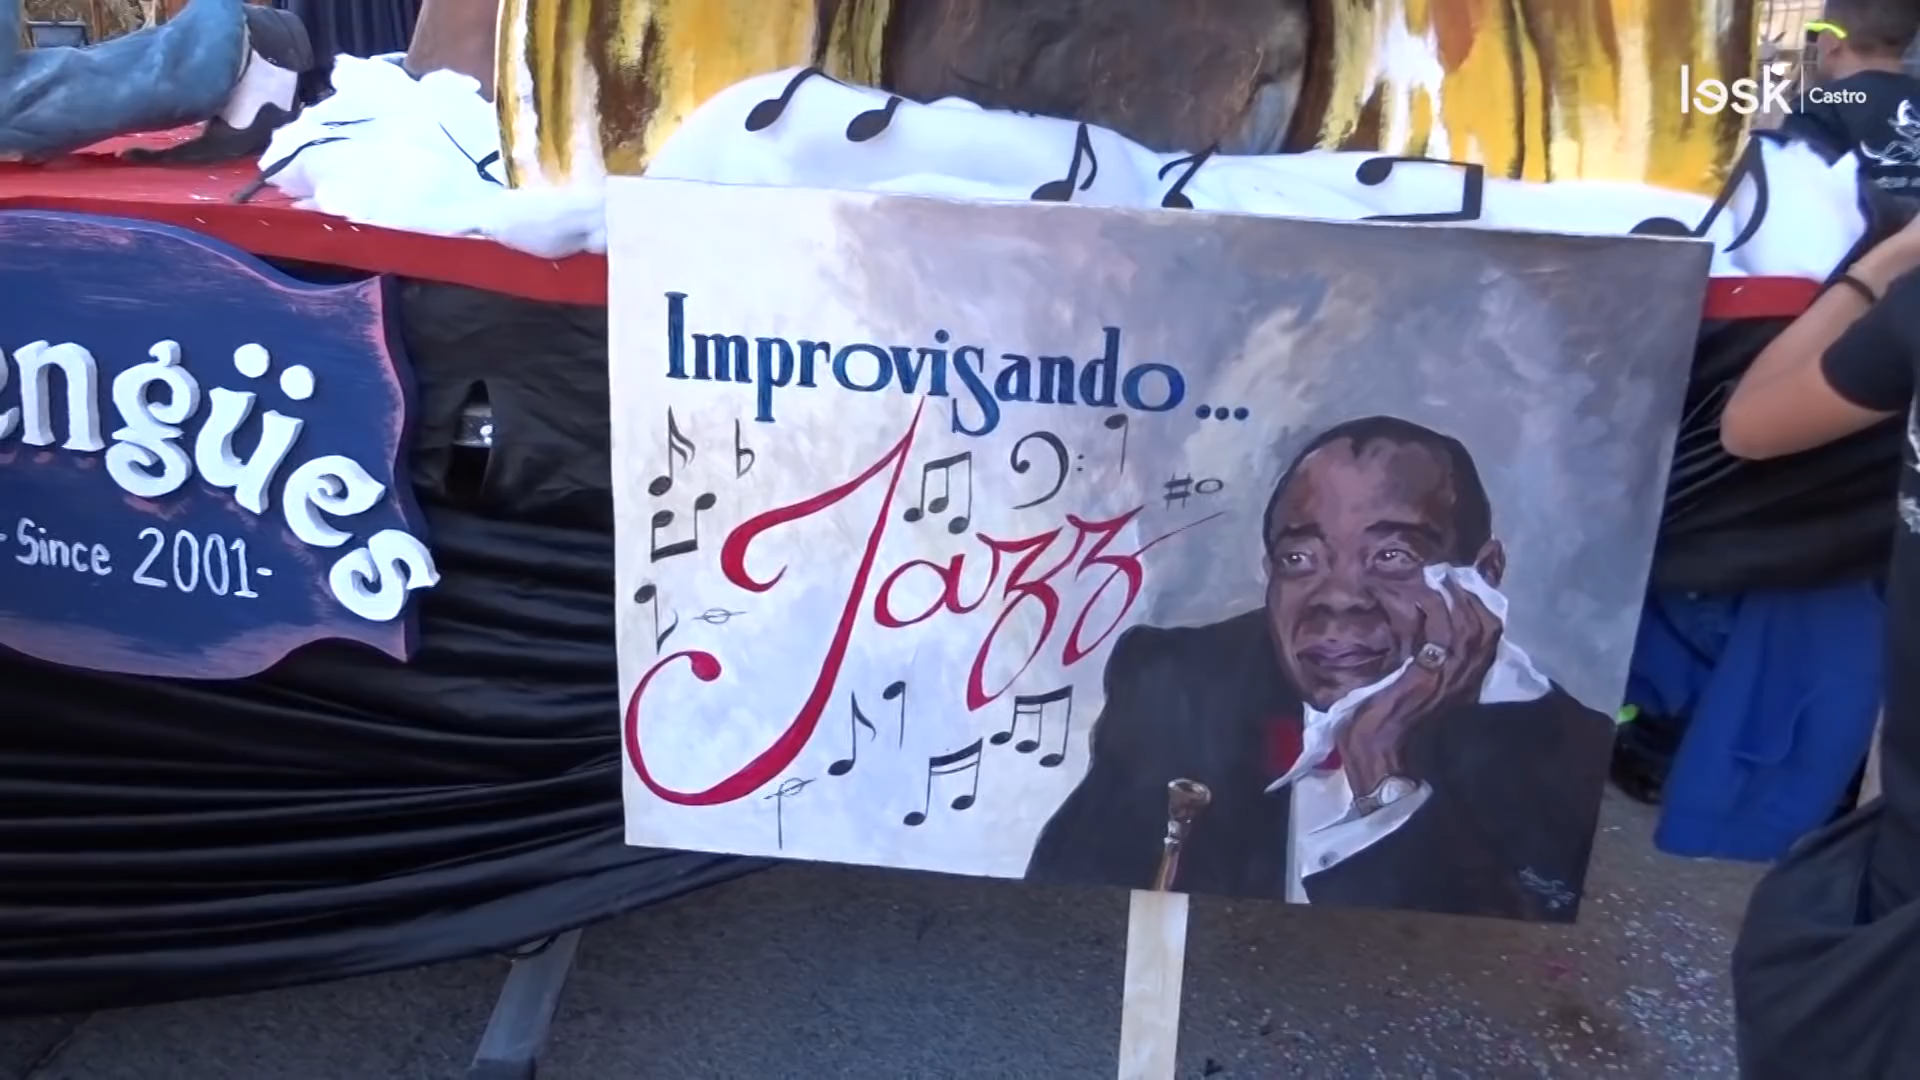 lesk Castro
Improvisando...
Jazz
engües
-Since 2001-